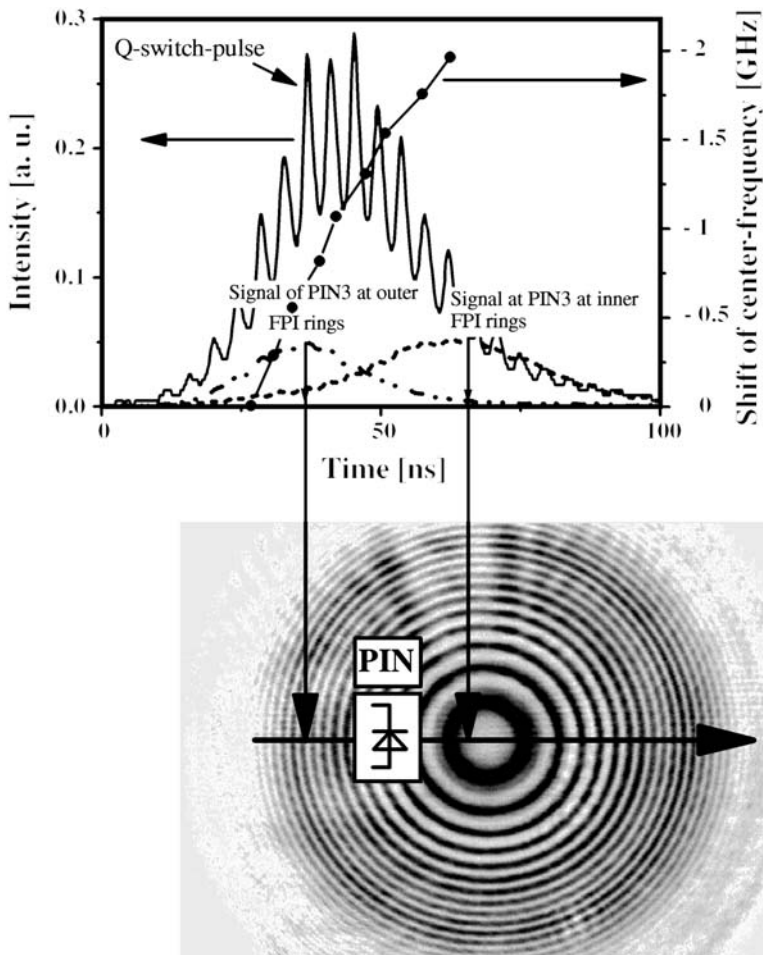 0.3
0.2
0.1
0.0
Intensity [a. u.]
Q-switch-pulse
- 2
- 1.5
- 1
- 0.5
0
Shift of center-frequency [GHz]
Signal of PIN3 at outer
FPI rings
Signal at PIN3 at inner
FPI rings
0
50
100
Time [ns]
PIN